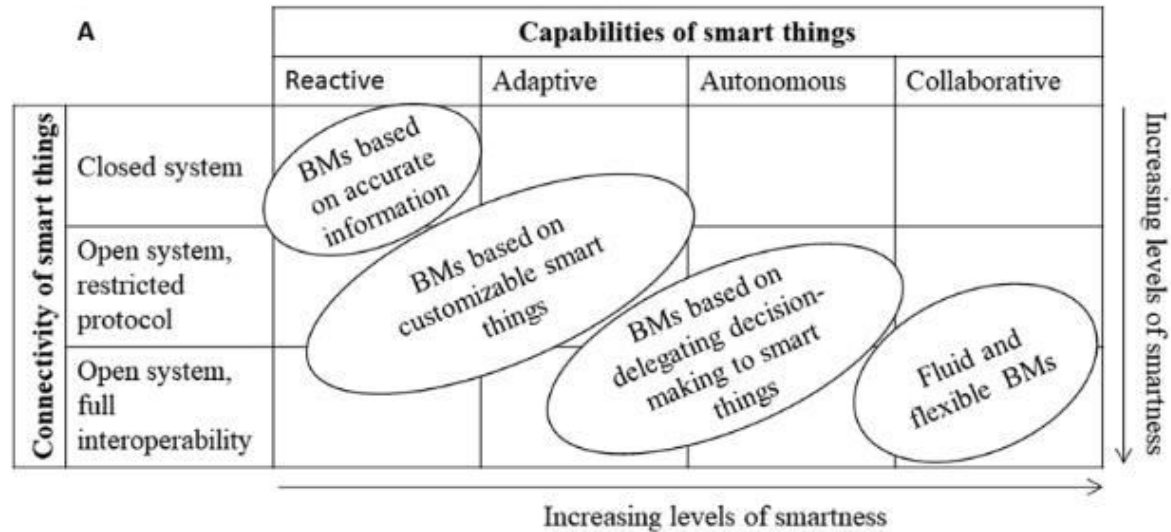 A
Capabilities of smart things
Reactive
Adaptive
Autonomous
Collaborative
Connectivity of smart things
Closed system
Open system,
restricted
protocol
Open system,
full
interoperability
BMs based
on accurate
information
BMs based on
customizable smart
things
BMs based on
delegating decision-
making to smart
things
Fluid and
flexible BMs
Increasing levels of smartness
Increasing levels of smartness